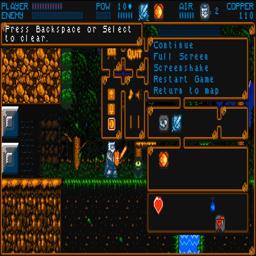 PLAYER POW 10 AIR COPPER
ENEMY 2 110
Press Backspace or Select
to clear.
QUIT
Continue
Full Screen
Screenshake
Restart Game
Return to map